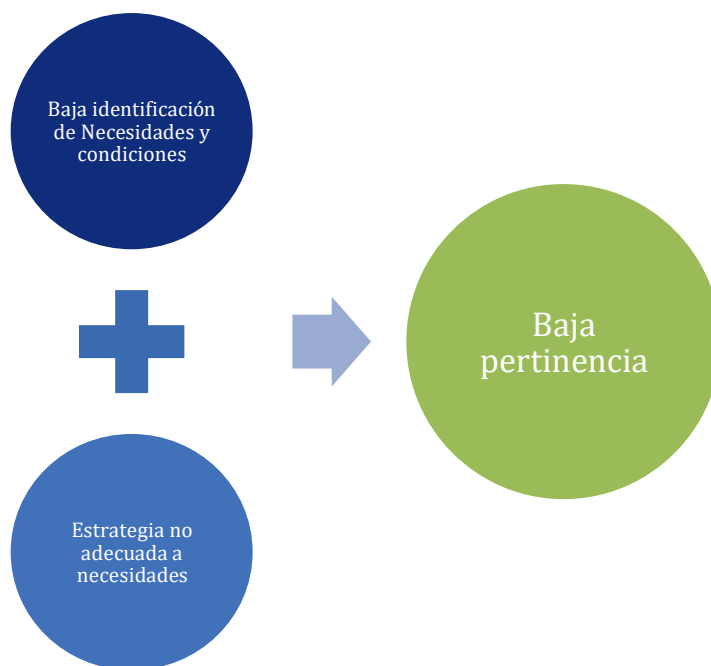 Baja identificación
de Necesidades y
condiciones
Estrategia no
adecuada a
necesidades
Baja
pertinencia